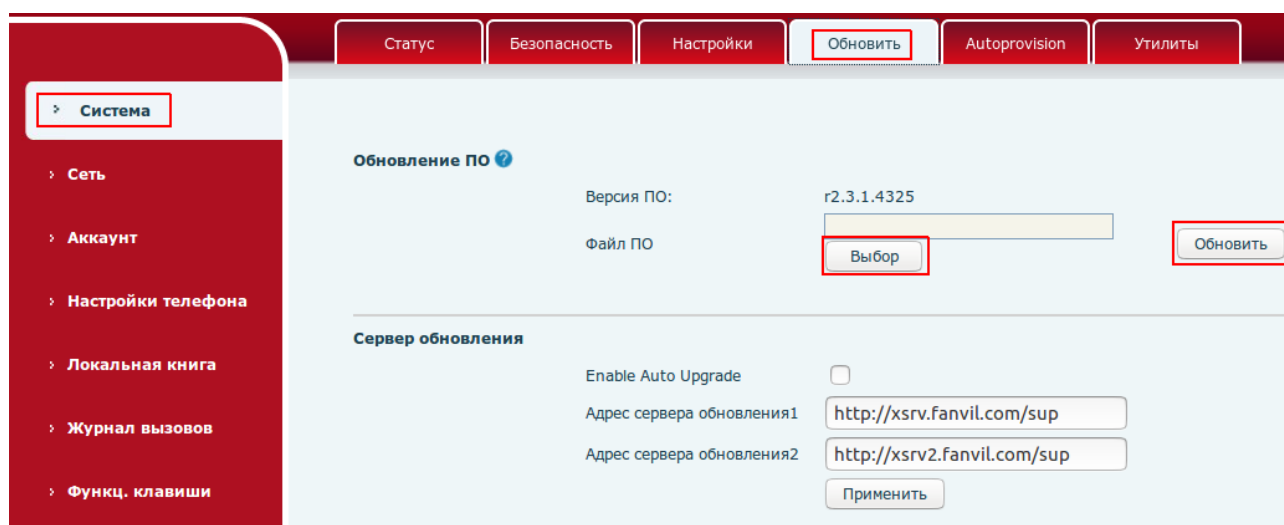 Статус Безопасность Настройки Обновить Autoprovision Утилиты
Система
Сеть
Аккаунт
Настройки телефона
Локальная книга
Журнал вызовов
Функц. клавиши
Обновление ПО ?
Версия ПО: r2.3.1.4325
Файл ПО
Выбор
Обновить
Сервер обновления
Enable Auto Upgrade
Адрес сервера обновления1 http://xsrv.fanvil.com/sup
Адрес сервера обновления2 http://xsrv2.fanvil.com/sup
Применить